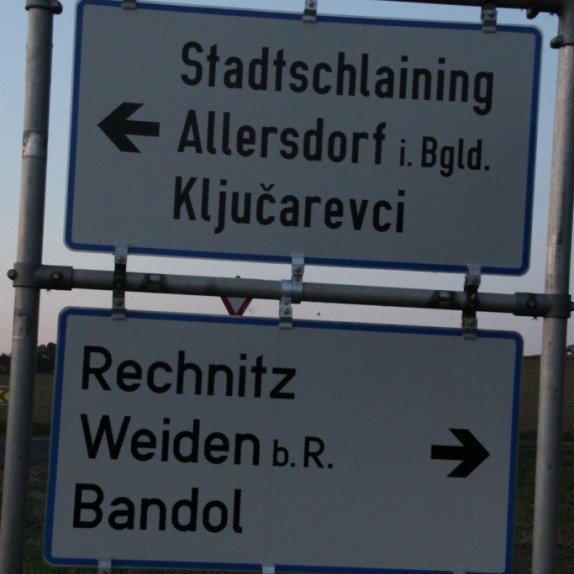 Stadtschlaining
Allersdorf i. Bgld.
Ključarevci
Rechnitz
Weiden b. R.
Bandol